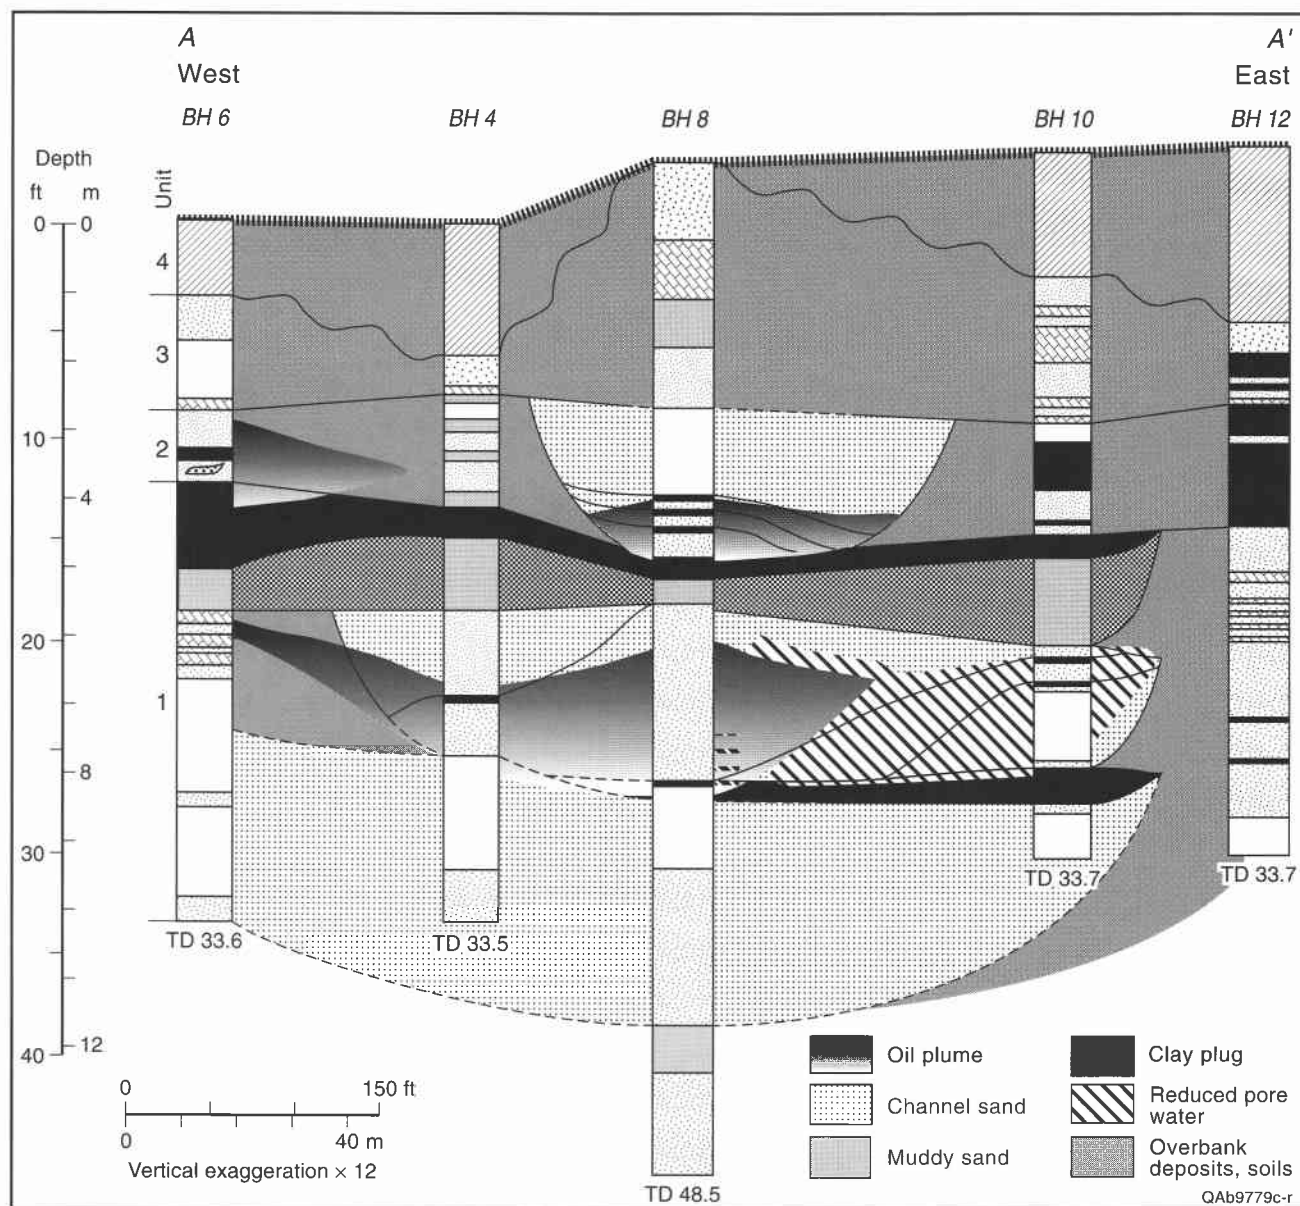 A
A'
West
East
BH 6
BH 4
BH 8
BH 10
BH 12
Depth
ft
m
Unit
0
0
4
3
10
2
4
20
1
8
30
TD 33.7
TD 33.7
TD 33.6
TD 33.5
12
40
Oil plume
Clay plug
0
150 ft
Channel sand
Reduced pore
water
0
40 m
Muddy sand
Overbank
deposits, soils
Vertical exaggeration × 12
TD 48.5
QAb9779c-r